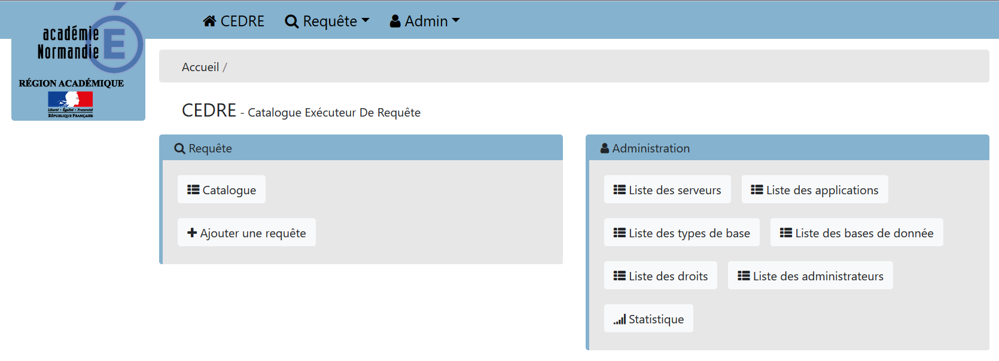 académie
Normandie
É
RÉGION ACADÉMIQUE
Liberté • Égalité • Fraternité
RÉPUBLIQUE FRANÇAISE
CEDRE Requête Admin
Accueil /
CEDRE - Catalogue Exécuteur De Requête
Requête
Catalogue
Ajouter une requête
Administration
Liste des serveurs Liste des applications
Liste des types de base Liste des bases de donnée
Liste des droits Liste des administrateurs
Statistique